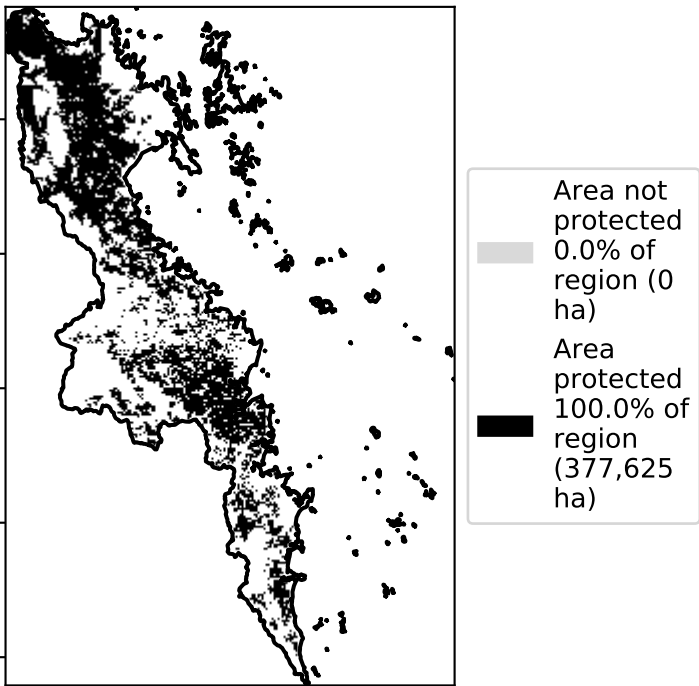 Area not
protected
0.0% of
region (0
ha)
Area
protected
100.0% of
region
(377,625
ha)